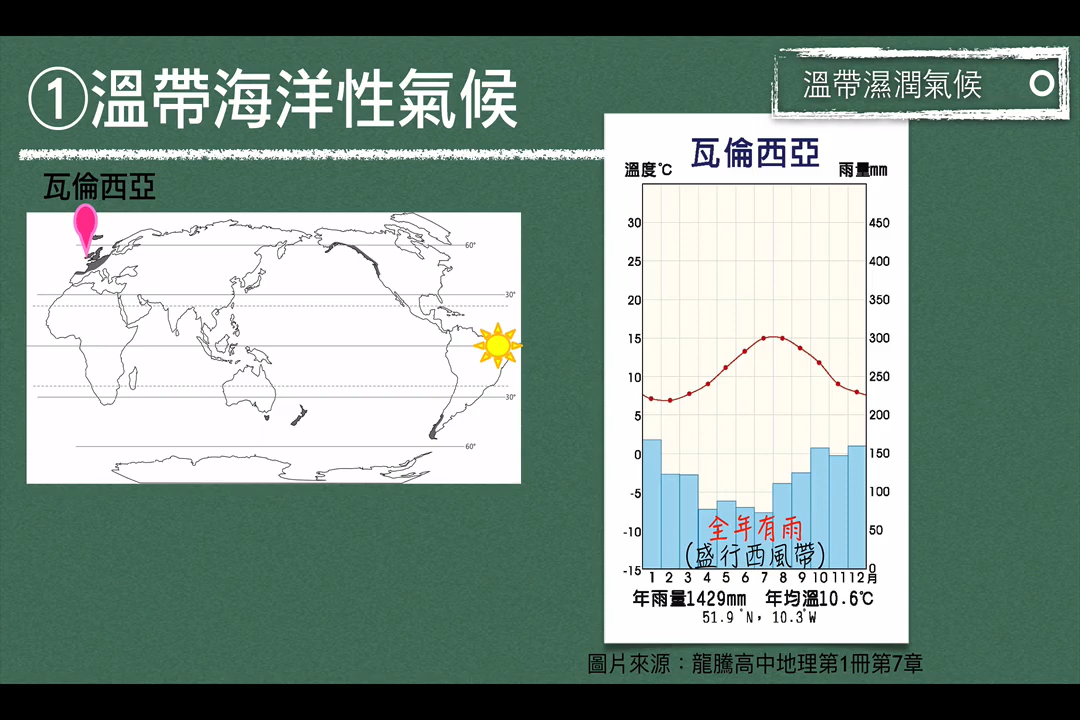 ①溫帶海洋性氣候
溫帶濕潤氣候
瓦倫西亞
60°
30°
30°
60°
瓦倫西亞
溫度℃
雨量mm
30
25
20
15
10
5
0
-5
-10
-15
450
400
350
300
250
200
150
100
50
0
全年有雨
(盛行西風帶)
1 2 3 4 5 6 7 8 9 10 11 12 月
年雨量1429mm 年均溫10.6℃
51.9°N，10.3°W
圖片來源：龍騰高中地理第1冊第7章